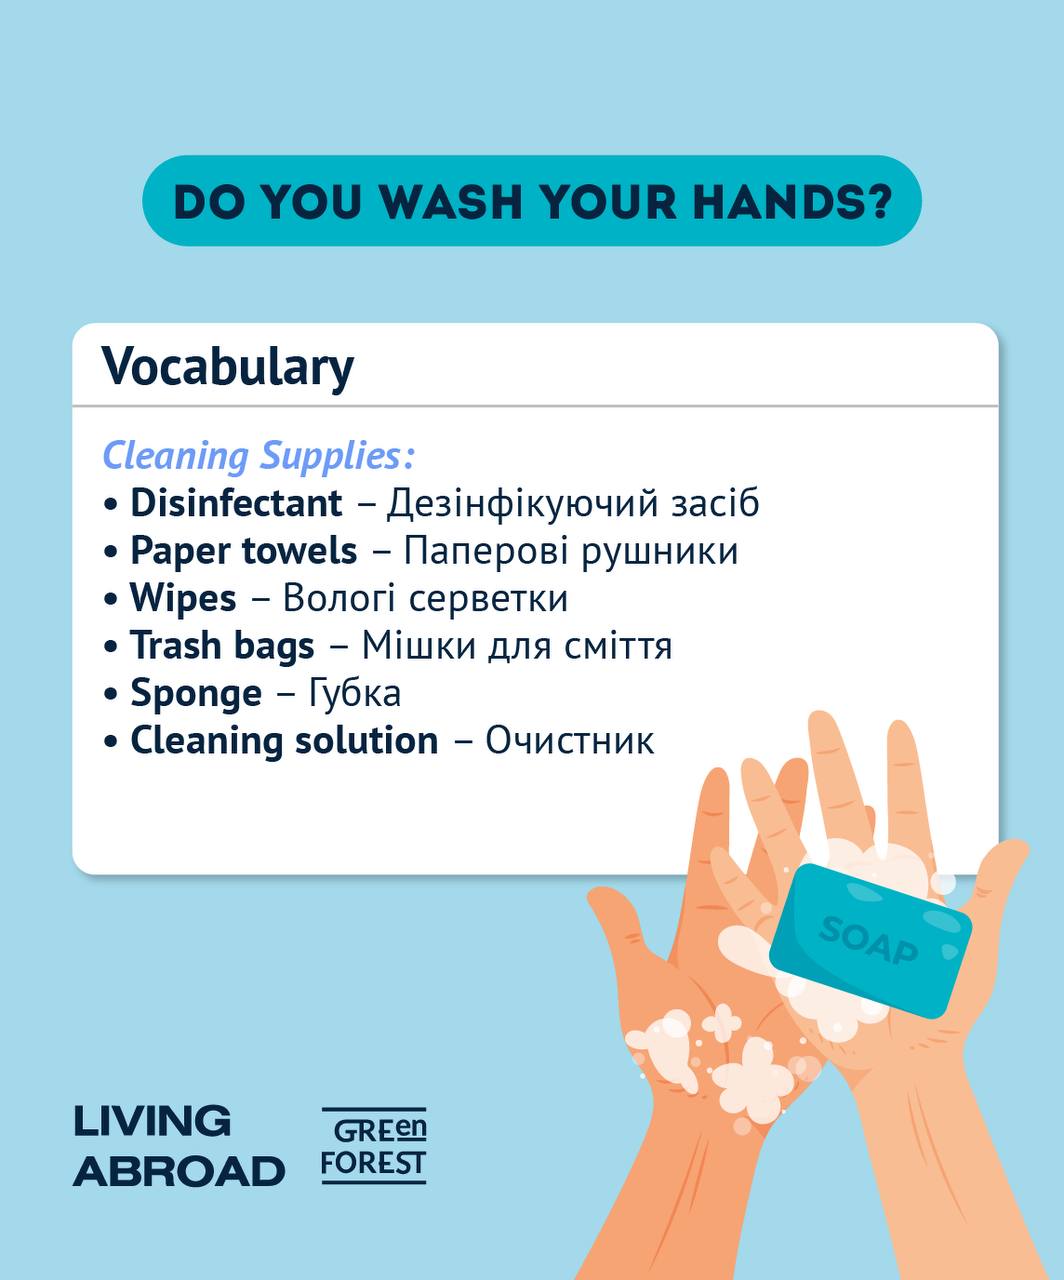 DO YOU WASH YOUR HANDS?
Vocabulary
Cleaning Supplies:
• Disinfectant – Дезінфікуючий засіб
• Paper towels – Паперові рушники
• Wipes – Вологі серветки
• Trash bags – Мішки для сміття
• Sponge – Губка
• Cleaning solution – Очистник
SOAP
LIVING
ABROAD
GREen
FOREST